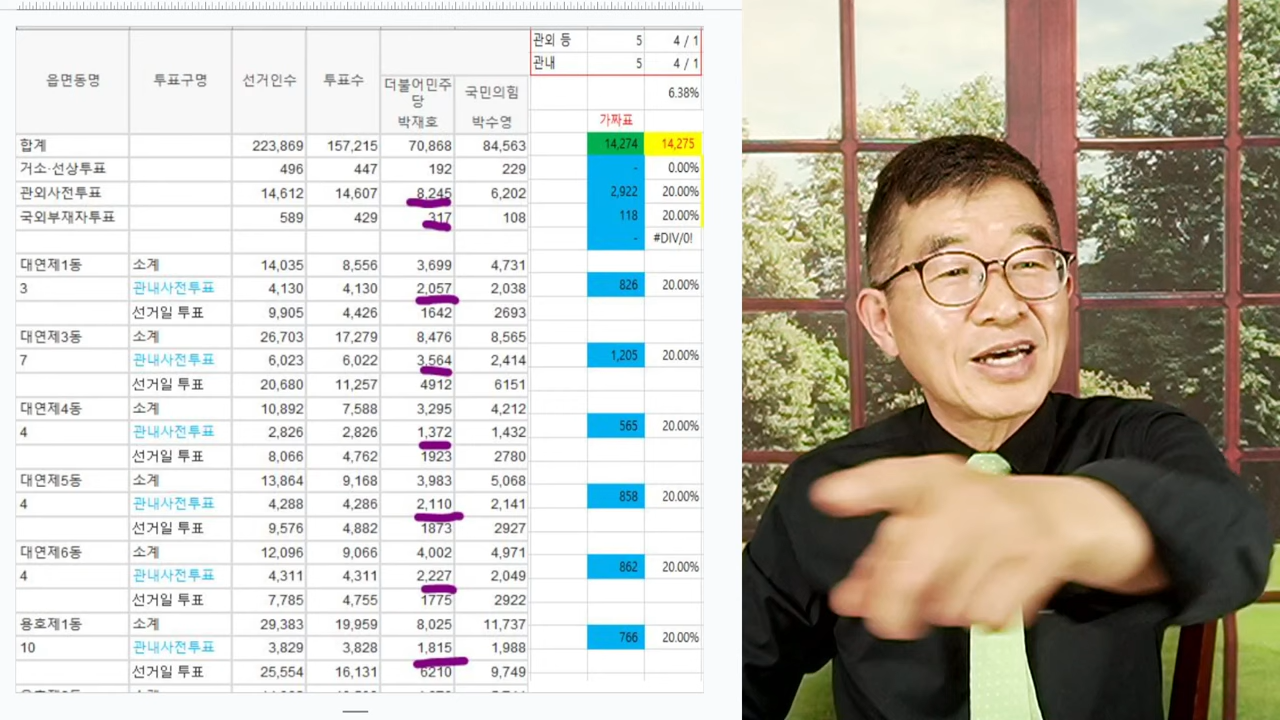 관외 등 5 4 / 1
관내 5 4 / 1
읍면동명 투표구명 선거인수 투표수 더불어민주당 박재호 국민의힘 박수영 6.38%
가짜표
합계 223,869 157,215 70,868 84,563 14,274 14,275
거소·선상투표 496 447 192 229 - 0.00%
관외사전투표 14,612 14,607 8,245 6,202 2,922 20.00%
국외부재자투표 589 429 317 108 118 20.00%
- #DIV/0!
대연제1동 소계 14,035 8,556 3,699 4,731
3 관내사전투표 4,130 4,130 2,057 2,038 826 20.00%
선거일 투표 9,905 4,426 1642 2693
대연제3동 소계 26,703 17,279 8,476 8,565
7 관내사전투표 6,023 6,022 3,564 2,414 1,205 20.00%
선거일 투표 20,680 11,257 4912 6151
대연제4동 소계 10,892 7,588 3,295 4,212
4 관내사전투표 2,826 2,826 1,372 1,432 565 20.00%
선거일 투표 8,066 4,762 1923 2780
대연제5동 소계 13,864 9,168 3,983 5,068
4 관내사전투표 4,288 4,286 2,110 2,141 858 20.00%
선거일 투표 9,576 4,882 1873 2927
대연제6동 소계 12,096 9,066 4,002 4,971
4 관내사전투표 4,311 4,311 2,227 2,049 862 20.00%
선거일 투표 7,785 4,755 1775 2922
용호제1동 소계 29,383 19,959 8,025 11,737
10 관내사전투표 3,829 3,828 1,815 1,988 766 20.00%
선거일 투표 25,554 16,131 6210 9,749